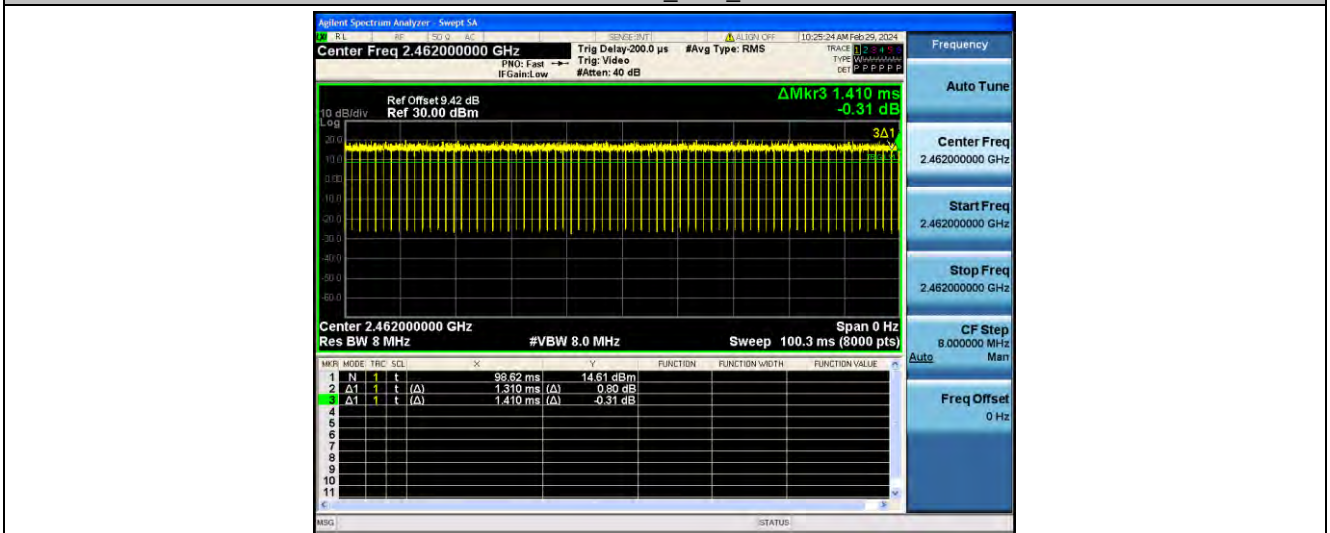 Agilent Spectrum Analyzer - Swept SA
RL RF 50 Ω AC SENSE:INT ALIGN OFF 10:25:24 AM Feb 29, 2024
Center Freq 2.462000000 GHz
PNO: Fast
IFGain:Low
Trig Delay-200.0 µs
Trig: Video
#Atten: 40 dB
#Avg Type: RMS
TRACE 1 2 3 4 5 6
TYPE
DET P P P P P P
ΔMkr3 1.410 ms
-0.31 dB
Ref Offset 9.42 dB
10 dB/div Ref 30.00 dBm
Log
20.0
10.0
0.00
-10.0
-20.0
-30.0
-40.0
-50.0
-60.0
3Δ1
Center 2.462000000 GHz Span 0 Hz
Res BW 8 MHz #VBW 8.0 MHz Sweep 100.3 ms (8000 pts)
MKR MODE TRC SCL X Y FUNCTION FUNCTION WIDTH FUNCTION VALUE
1 N 1 t 98.62 ms 14.61 dBm
2 Δ1 1 t (Δ) 1.310 ms (Δ) 0.80 dB
3 Δ1 1 t (Δ) 1.410 ms (Δ) -0.31 dB
4
5
6
7
8
9
10
11
MSG STATUS
Frequency
Auto Tune
Center Freq
2.462000000 GHz
Start Freq
2.462000000 GHz
Stop Freq
2.462000000 GHz
CF Step
8.000000 MHz
Auto Man
Freq Offset
0 Hz